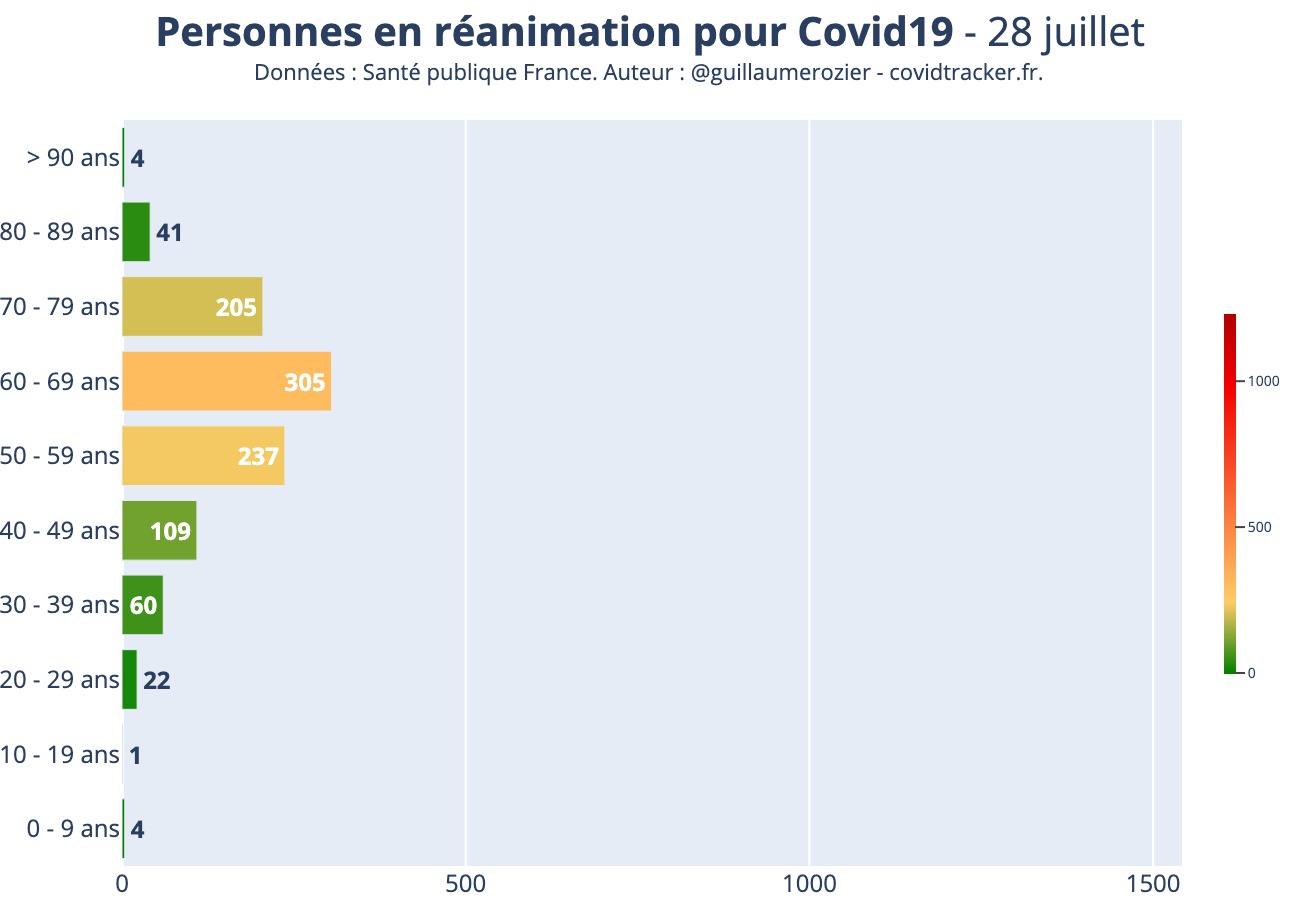 Personnes en réanimation pour Covid19 - 28 juillet
Données : Santé publique France. Auteur : @guillaumerozier - covidtracker.fr.
> 90 ans 4
80 - 89 ans 41
70 - 79 ans 205
60 - 69 ans 305
50 - 59 ans 237
40 - 49 ans 109
30 - 39 ans 60
20 - 29 ans 22
10 - 19 ans 1
0 - 9 ans 4
0 500 1000 1500
1000
500
0